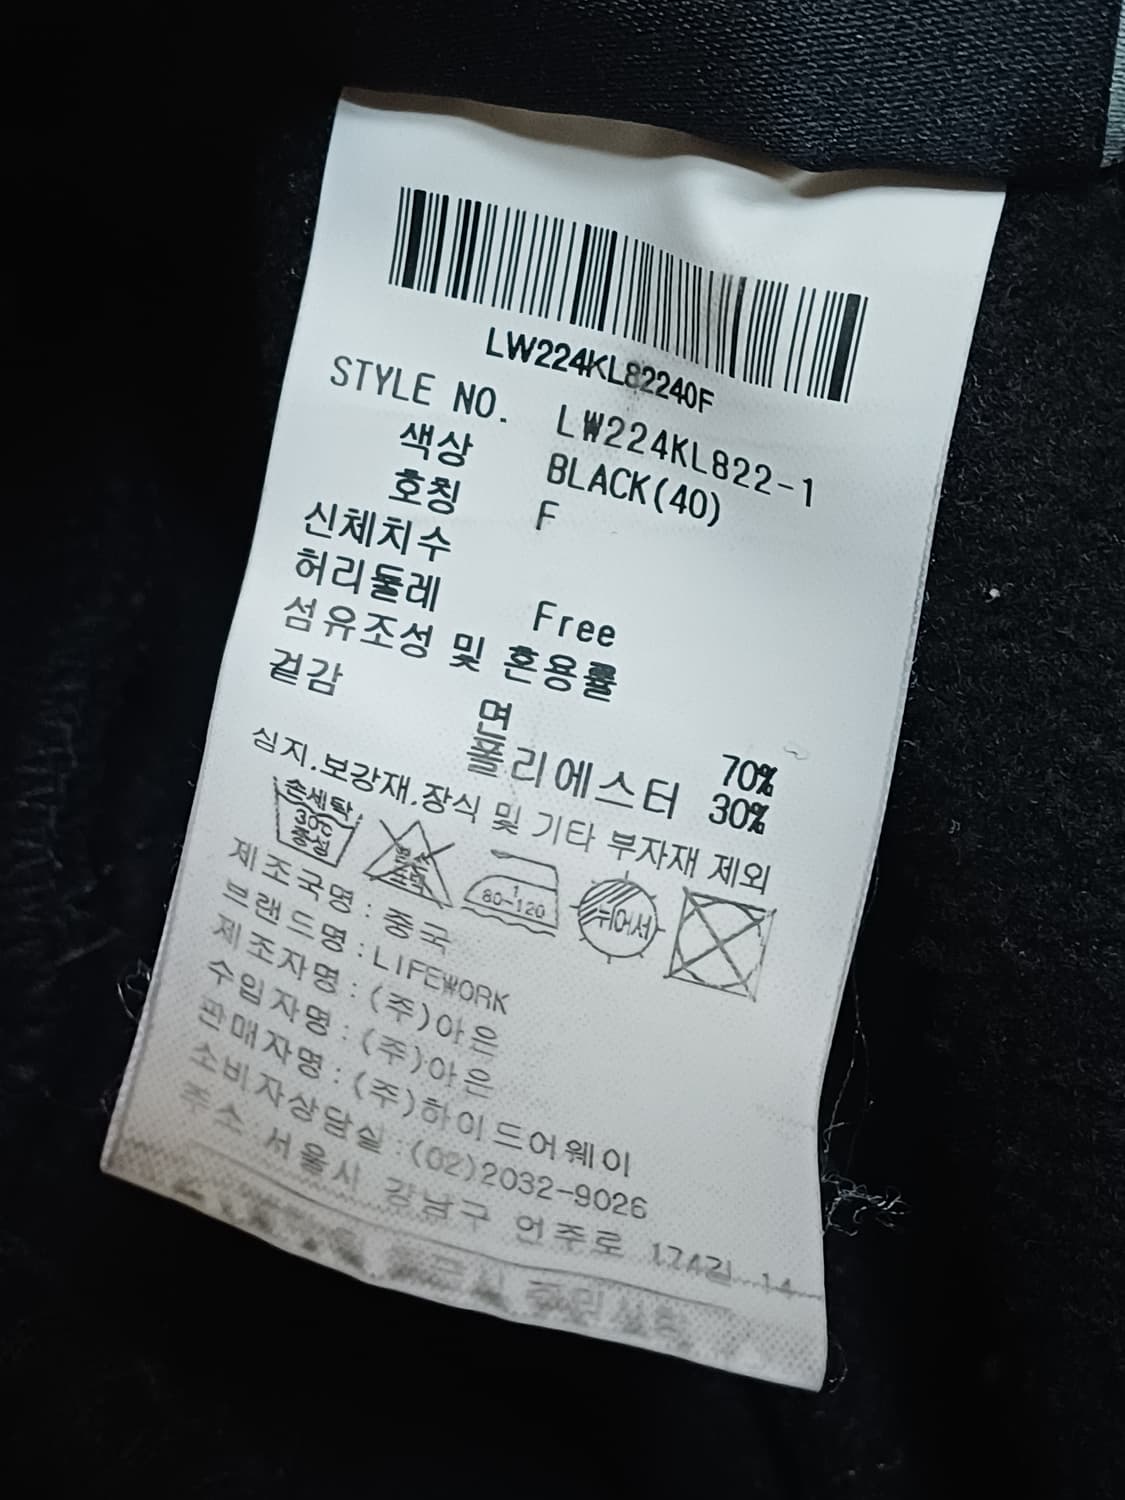 LW224KL82240F
STYLE NO. LW224KL822-1
색상 BLACK(40)
호칭 F
신체치수
허리둘레 Free
섬유조성 및 혼용률
겉감 면 70%
폴리에스터 30%
심지.보강재.장식 및 기타 부자재 제외
손세탁 30℃ 중성
염소 표백
1 80~120
뉘어서
제조국명 : 중국
브랜드명 : LIFEWORK
제조자명 : (주)아은
수입자명 : (주)아은
판매자명 : (주)하이드어웨이
소비자상담실 : (02)2032-9026
주소 서울시 강남구 언주로 174길 14